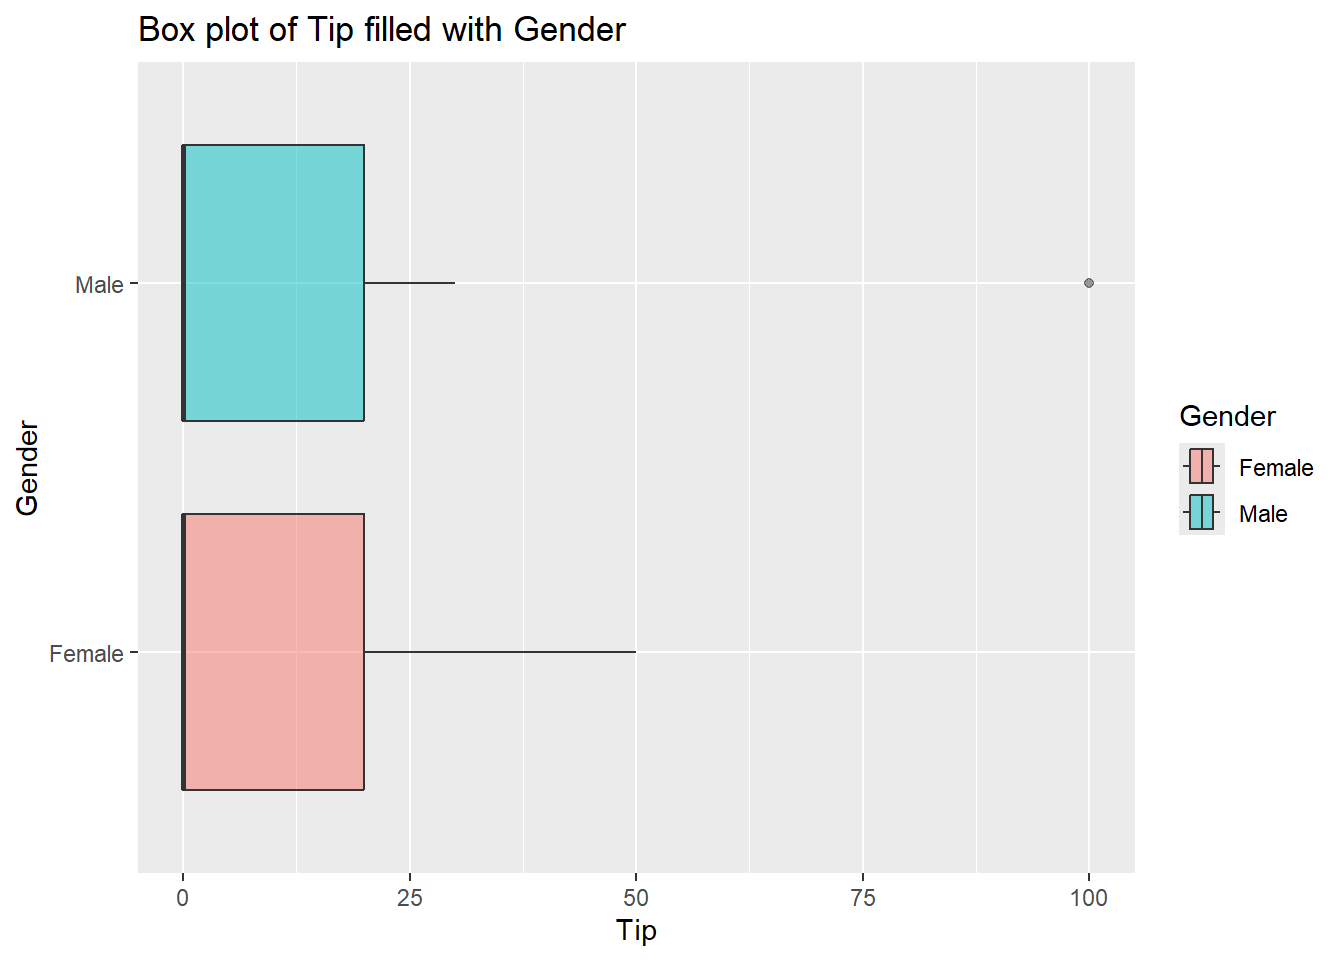 Box plot of Tip filled with Gender
Gender
Male
Female
0 25 50 75 100
Tip
Gender
Female
Male